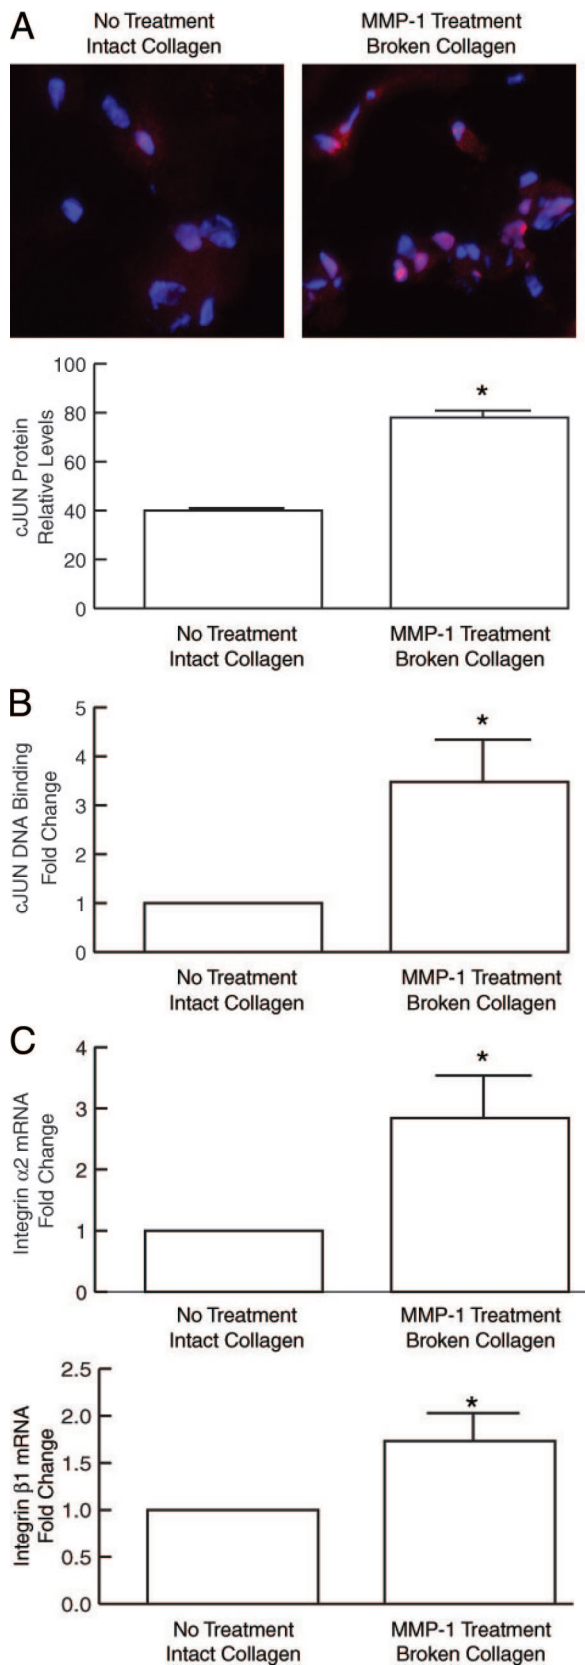 A
No Treatment
Intact Collagen
MMP-1 Treatment
Broken Collagen
100
80
60
40
20
0
cJUN Protein
Relative Levels
*
No Treatment
Intact Collagen
MMP-1 Treatment
Broken Collagen
B
5
4
3
2
1
0
cJUN DNA Binding
Fold Change
*
No Treatment
Intact Collagen
MMP-1 Treatment
Broken Collagen
C
4
3
2
1
0
Integrin α2 mRNA
Fold Change
*
No Treatment
Intact Collagen
MMP-1 Treatment
Broken Collagen
2.5
2.0
1.5
1.0
0.5
0.0
Integrin β1 mRNA
Fold Change
*
No Treatment
Intact Collagen
MMP-1 Treatment
Broken Collagen